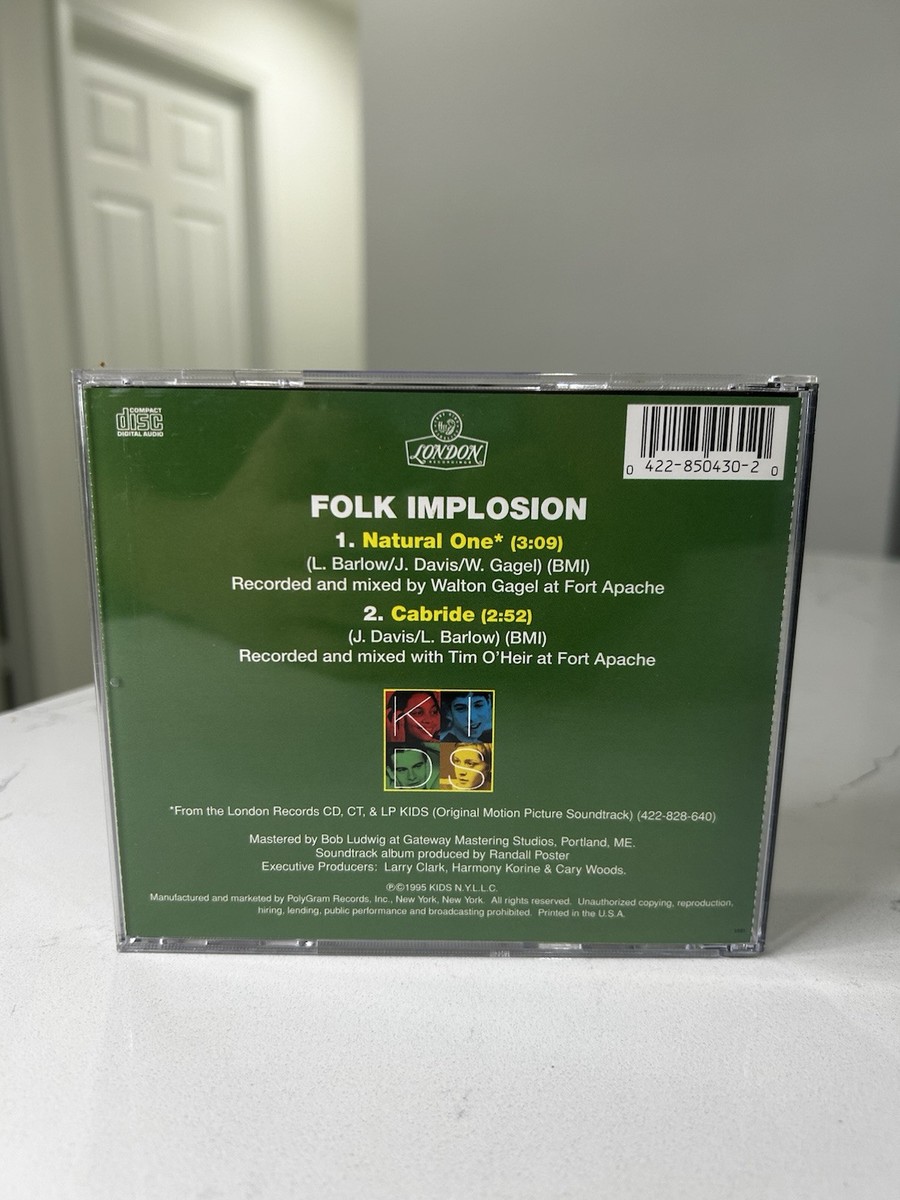 COMPACT
disc
DIGITAL AUDIO
LONDON
RECORDINGS
0 422-850430-2 0
FOLK IMPLOSION
1. Natural One* (3:09)
(L. Barlow/J. Davis/W. Gagel) (BMI)
Recorded and mixed by Walton Gagel at Fort Apache
2. Cabride (2:52)
(J. Davis/L. Barlow) (BMI)
Recorded and mixed with Tim O'Heir at Fort Apache
K I
D S
*From the London Records CD, CT, & LP KIDS (Original Motion Picture Soundtrack) (422-828-640)
Mastered by Bob Ludwig at Gateway Mastering Studios, Portland, ME.
Soundtrack album produced by Randall Poster
Executive Producers: Larry Clark, Harmony Korine & Cary Woods.
℗©1995 KIDS N.Y.L.L.C.
Manufactured and marketed by PolyGram Records, Inc., New York, New York. All rights reserved. Unauthorized copying, reproduction,
hiring, lending, public performance and broadcasting prohibited. Printed in the U.S.A.